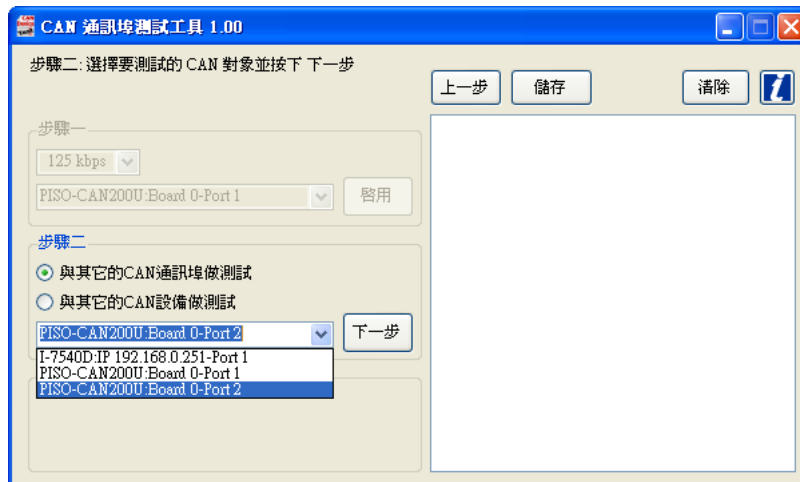 CAN 通訊埠測試工具 1.00
步驟二: 選擇要測試的 CAN 對象並按下 下一步
上一步
儲存
清除
步驟一
125 kbps
PISO-CAN200U:Board 0-Port 1
啓用
步驟二
與其它的CAN通訊埠做測試
與其它的CAN設備做測試
PISO-CAN200U:Board 0-Port 2
下一步
I-7540D:IP 192.168.0.251-Port 1
PISO-CAN200U:Board 0-Port 1
PISO-CAN200U:Board 0-Port 2